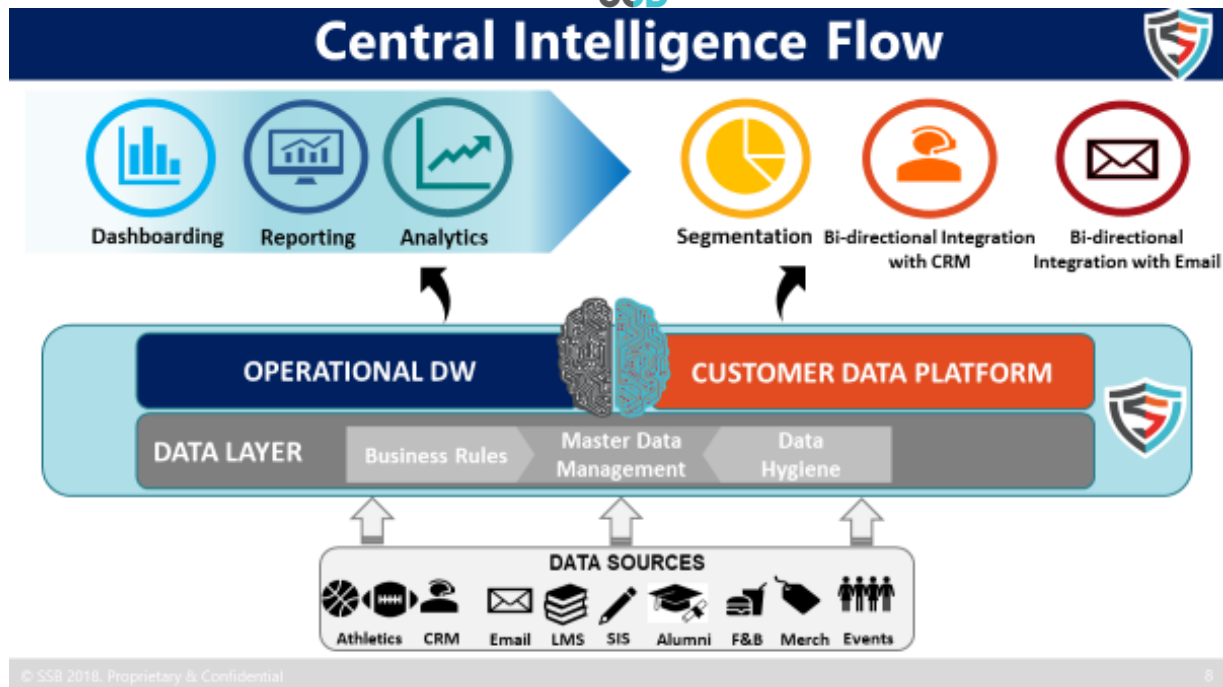 Central Intelligence Flow
Dashboarding
Reporting
Analytics
Segmentation
Bi-directional Integration
with CRM
Bi-directional
Integration with Email
OPERATIONAL DW
CUSTOMER DATA PLATFORM
DATA LAYER
Business Rules
Master Data
Management
Data
Hygiene
DATA SOURCES
Athletics
CRM
Email
LMS
SIS
Alumni
F&B
Merch
Events
© SSB 2018. Proprietary & Confidential
8